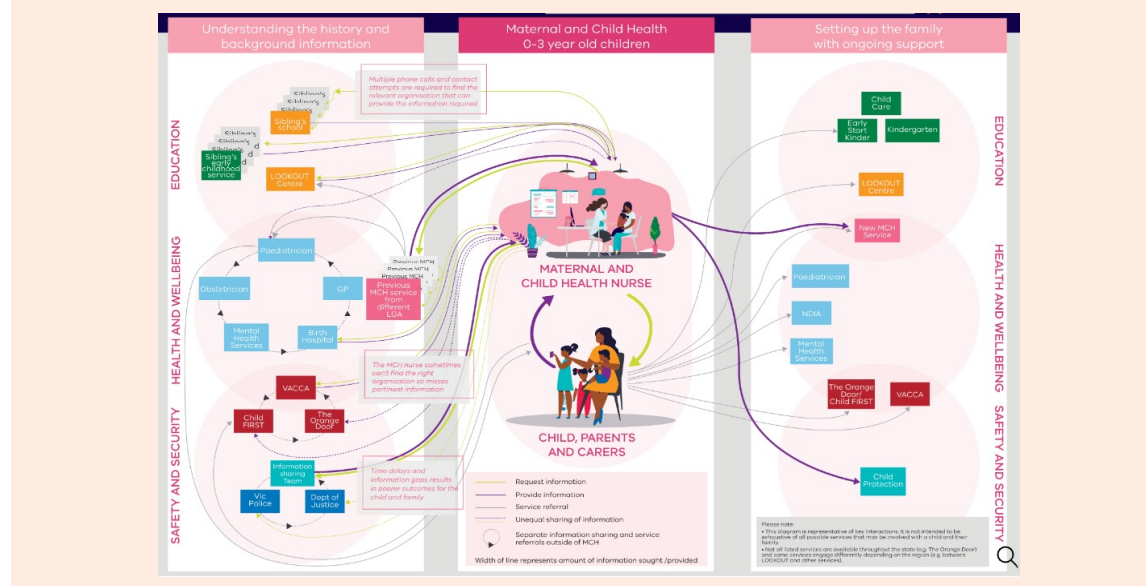 Understanding the history and
background information
Maternal and Child Health
0-3 year old children
Setting up the family
with ongoing support
EDUCATION
HEALTH AND WELLBEING
SAFETY AND SECURITY
Multiple phone calls and contact
attempts are required to find the
relevant organisation that can
provide the information required
Sibling's
Sibling's
Sibling's
Sibling's
school
Sibling's
Sibling's
Sibling's
Sibling's
early
childhood
service
LOOKOUT
Centre
Paediatrician
Obstetrician
GP
Mental
Health
Services
Birth
Hospital
Previous MCH
Previous MCH
Previous MCH
Previous
MCH service
from
different
LGA
The MCH nurse sometimes
can't find the right
organisation so misses
pertinent information
VACCA
Child
FIRST
The
Orange
Door
Information
sharing
Team
Vic
Police
Dept of
Justice
Time delays and
information gaps results
in poorer outcomes for the
child and family
MATERNAL AND
CHILD HEALTH NURSE
CHILD, PARENTS
AND CARERS
Request information
Provide information
Service referral
Unequal sharing of information
Separate information sharing and service
referrals outside of MCH
Width of line represents amount of information sought /provided
Child
Care
Early
Start
Kinder
Kindergarten
LOOKOUT
Centre
New MCH
Service
Paediatrician
NDIA
Mental
Health
Services
The Orange
Door/
Child FIRST
VACCA
Child
Protection
EDUCATION
HEALTH AND WELLBEING
SAFETY AND SECURITY
Please note:
• This diagram is representative of key interactions. It is not intended to be
exhaustive of all possible services that may be involved with a child and their
family.
• Not all listed services are available throughout the state (eg. The Orange Door)
and some services engage differently depending on the region (e.g. between
LOOKOUT and other services).